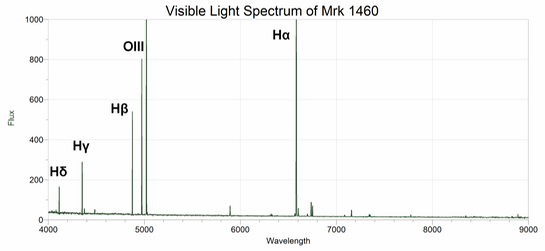 Visible Light Spectrum of Mrk 1460
1000
800
600
400
200
0
Flux
Hδ
Hγ
Hβ
OIII
Hα
4000 5000 6000 7000 8000 9000
Wavelength